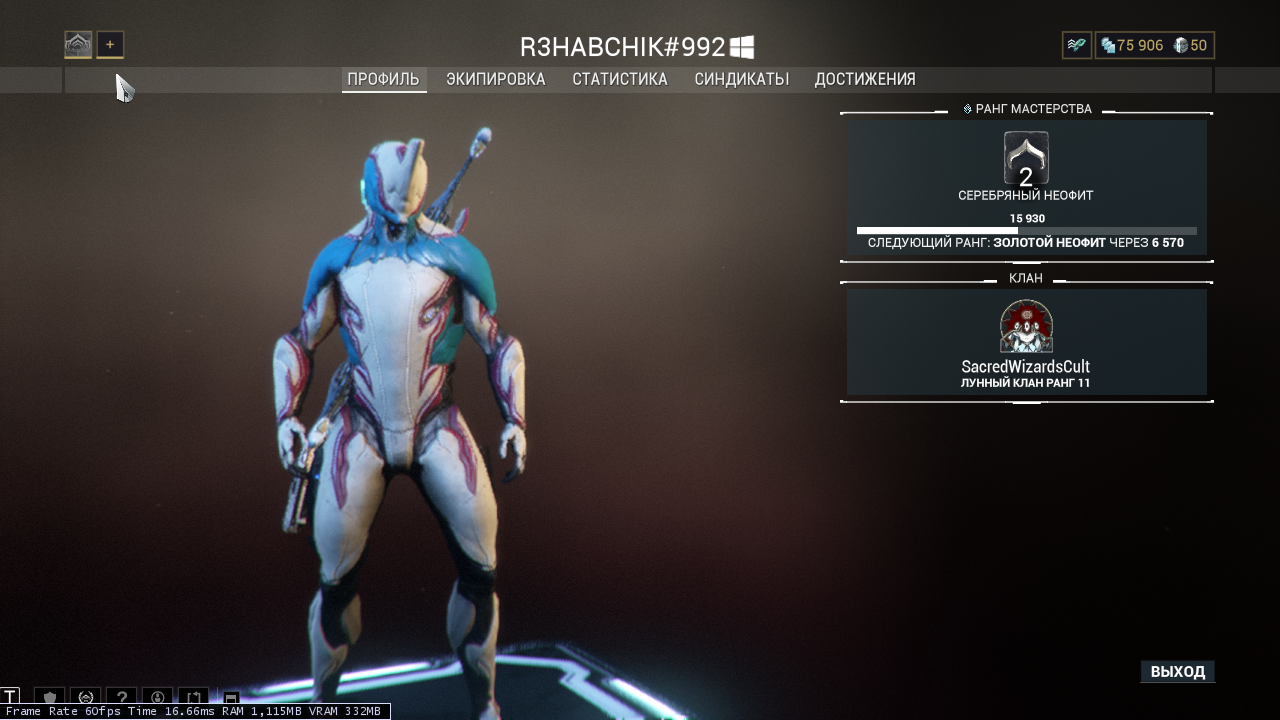 +
R3HABCHIK#992
75 906
50
ПРОФИЛЬ
ЭКИПИРОВКА
СТАТИСТИКА
СИНДИКАТЫ
ДОСТИЖЕНИЯ
РАНГ МАСТЕРСТВА
2
СЕРЕБРЯНЫЙ НЕОФИТ
15 930
СЛЕДУЮЩИЙ РАНГ: ЗОЛОТОЙ НЕОФИТ ЧЕРЕЗ 6 570
КЛАН
SacredWizardsCult
ЛУННЫЙ КЛАН РАНГ 11
ВЫХОД
T
?
Frame Rate 60fps Time 16.66ms RAM 1,115MB VRAM 332MB